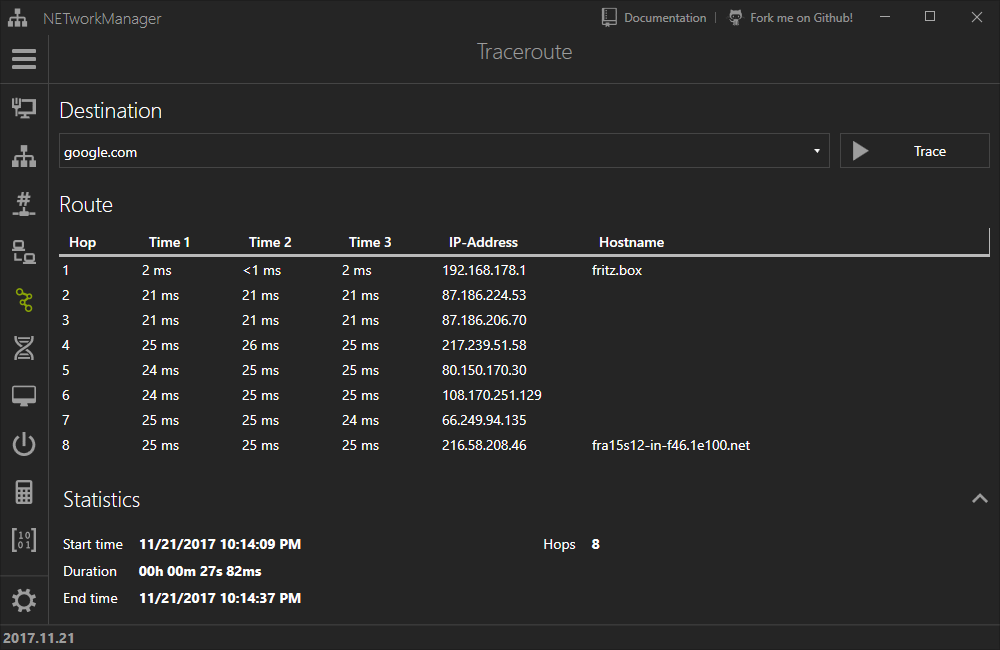 NETworkManager Documentation | Fork me on Github!
Traceroute
Destination
google.com Trace
Route
Hop Time 1 Time 2 Time 3 IP-Address Hostname
1 2 ms <1 ms 2 ms 192.168.178.1 fritz.box
2 21 ms 21 ms 21 ms 87.186.224.53
3 21 ms 21 ms 21 ms 87.186.206.70
4 25 ms 26 ms 25 ms 217.239.51.58
5 24 ms 25 ms 25 ms 80.150.170.30
6 24 ms 25 ms 25 ms 108.170.251.129
7 25 ms 25 ms 24 ms 66.249.94.135
8 25 ms 25 ms 25 ms 216.58.208.46 fra15s12-in-f46.1e100.net
Statistics
Start time 11/21/2017 10:14:09 PM Hops 8
Duration 00h 00m 27s 82ms
End time 11/21/2017 10:14:37 PM
2017.11.21